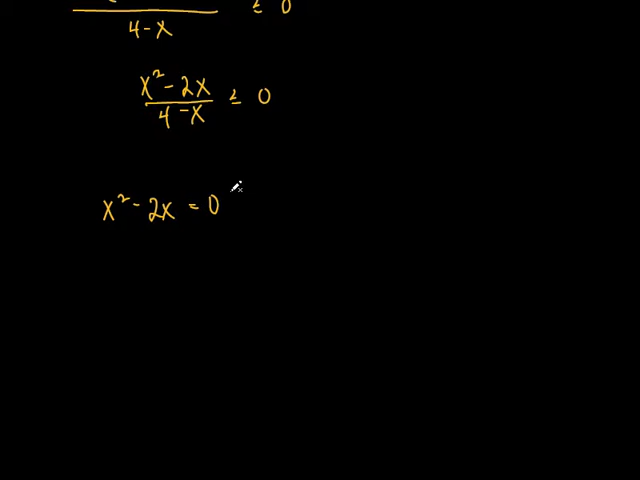 ≤ 0
4 - x
x² - 2x
≤ 0
4 - x
x² - 2x = 0